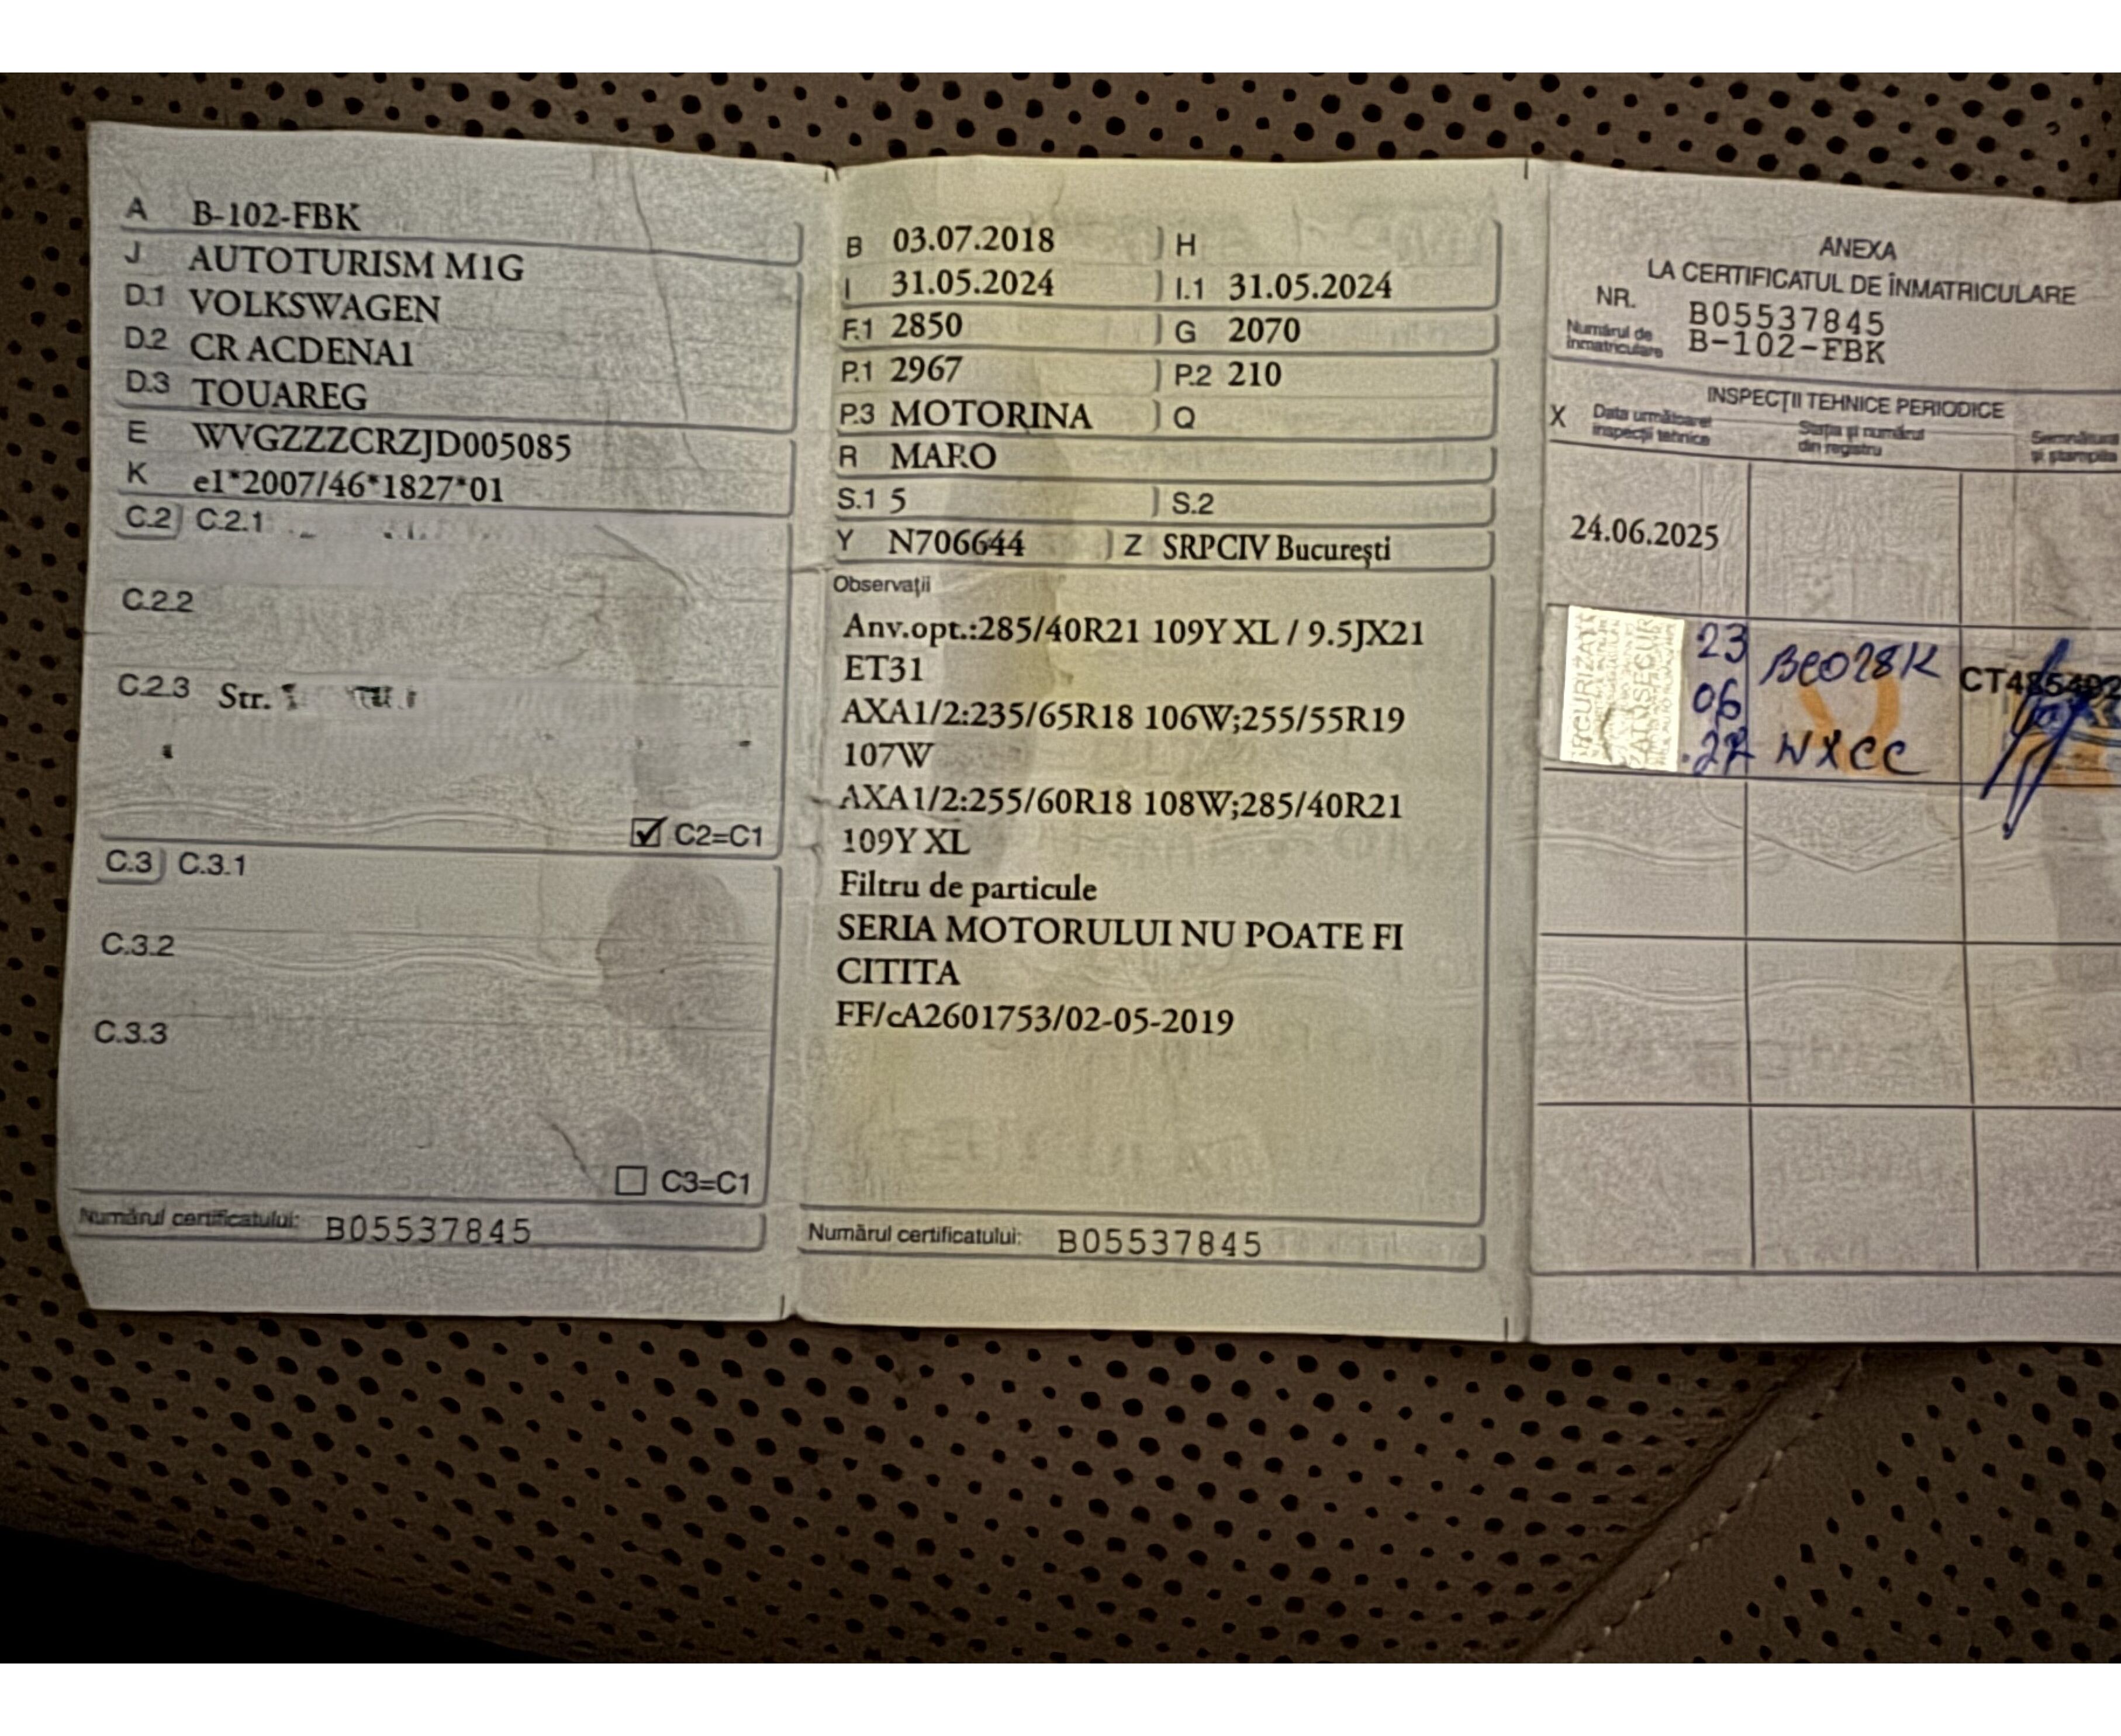 A B-102-FBK
J AUTOTURISM M1G
D.1 VOLKSWAGEN
D.2 CR ACDENA1
D.3 TOUAREG
E WVGZZZCRZJD005085
K e1*2007/46*1827*01
C.2 C.2.1
C.2.2
C.2.3 Str.
C2=C1
C.3 C.3.1
C.3.2
C.3.3
C3=C1
Numărul certificatului: B05537845
B 03.07.2018 H
I 31.05.2024 I.1 31.05.2024
F.1 2850 G 2070
P.1 2967 P.2 210
P.3 MOTORINA Q
R MARO
S.1 5 S.2
Y N706644 Z SRPCIV București
Observații
Anv.opt.:285/40R21 109Y XL / 9.5JX21
ET31
AXA1/2:235/65R18 106W;255/55R19
107W
AXA1/2:255/60R18 108W;285/40R21
109Y XL
Filtru de particule
SERIA MOTORULUI NU POATE FI
CITITA
FF/cA2601753/02-05-2019
Numărul certificatului: B05537845
ANEXA
LA CERTIFICATUL DE ÎNMATRICULARE
NR. B05537845
Numărul de
înmatriculare B-102-FBK
INSPECȚII TEHNICE PERIODICE
X Data următoarei
inspecții tehnice
Stația și numărul
din registru
Semnătura
și ștampila
24.06.2025
23
06
27
WXCC